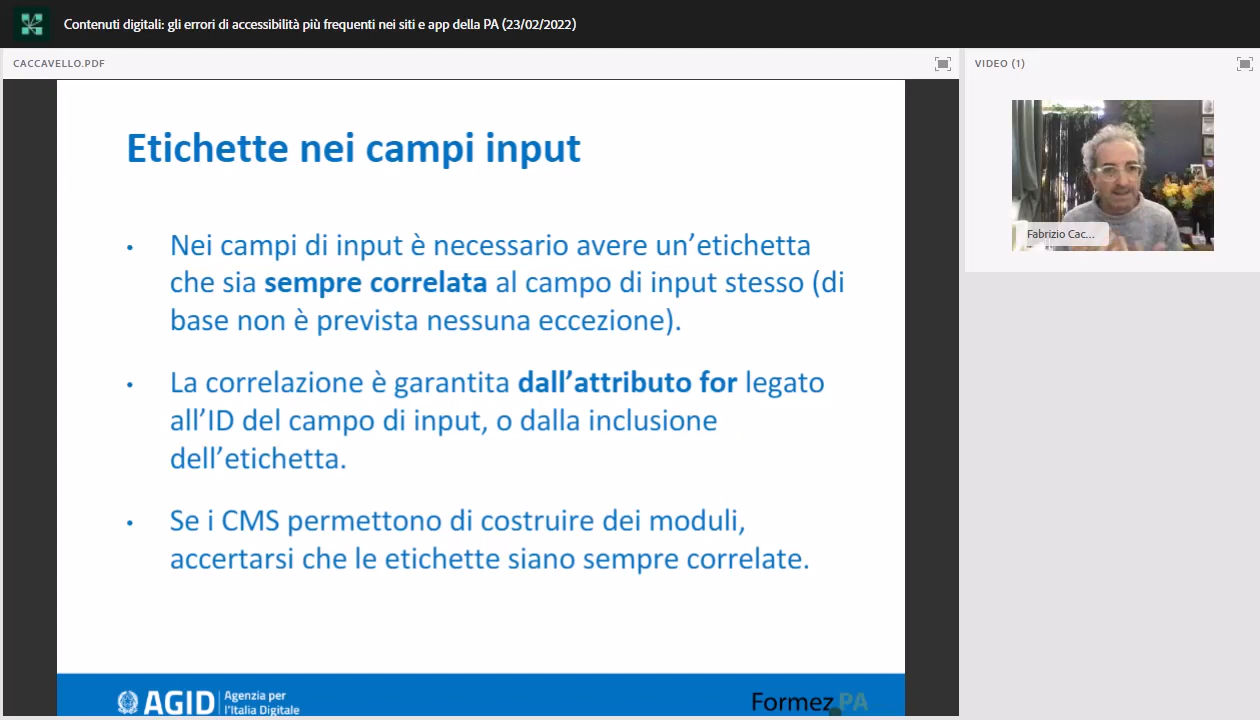 Contenuti digitali: gli errori di accessibilità più frequenti nei siti e app della PA (23/02/2022)
CACCAVELLO.PDF
VIDEO (1)
Etichette nei campi input
• Nei campi di input è necessario avere un’etichetta
che sia sempre correlata al campo di input stesso (di
base non è prevista nessuna eccezione).
• La correlazione è garantita dall’attributo for legato
all’ID del campo di input, o dalla inclusione
dell’etichetta.
• Se i CMS permettono di costruire dei moduli,
accertarsi che le etichette siano sempre correlate.
Fabrizio Cac...
AGID Agenzia per
l’Italia Digitale
Formez PA